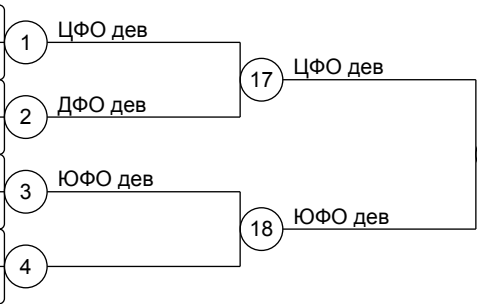 1 ЦФО дев
17 ЦФО дев
2 ДФО дев
3 ЮФО дев
18 ЮФО дев
4